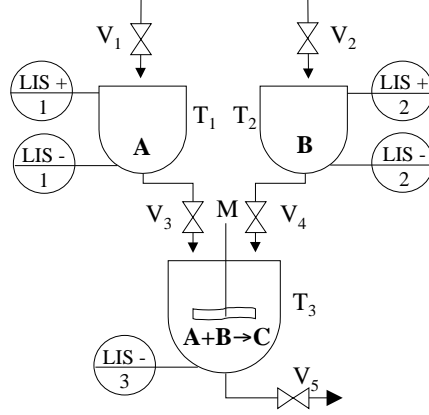 V₁ V₂
LIS +
1
T₁ T₂
LIS +
2
A B
LIS -
1
LIS -
2
V₃ M V₄
T₃
A+B→C
LIS -
3
V₅